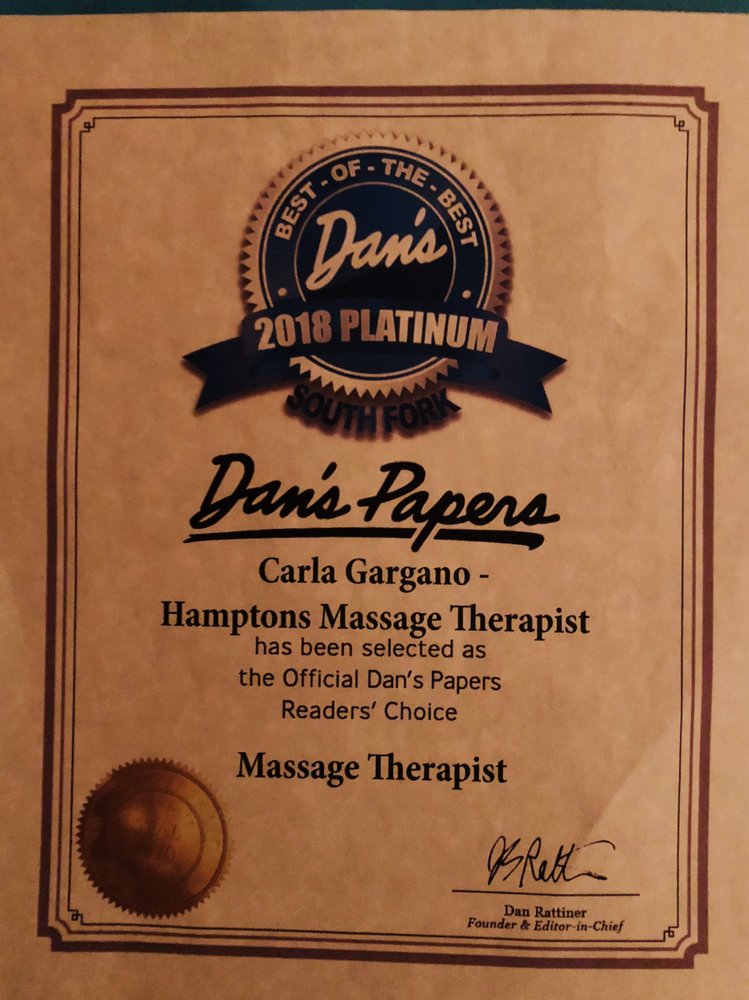 BEST - OF - THE - BEST
Dan's
2018 PLATINUM
SOUTH FORK
Dan's Papers
Carla Gargano -
Hamptons Massage Therapist
has been selected as
the Official Dan's Papers
Readers' Choice
Massage Therapist
Dan Rattiner
Founder & Editor-in-Chief